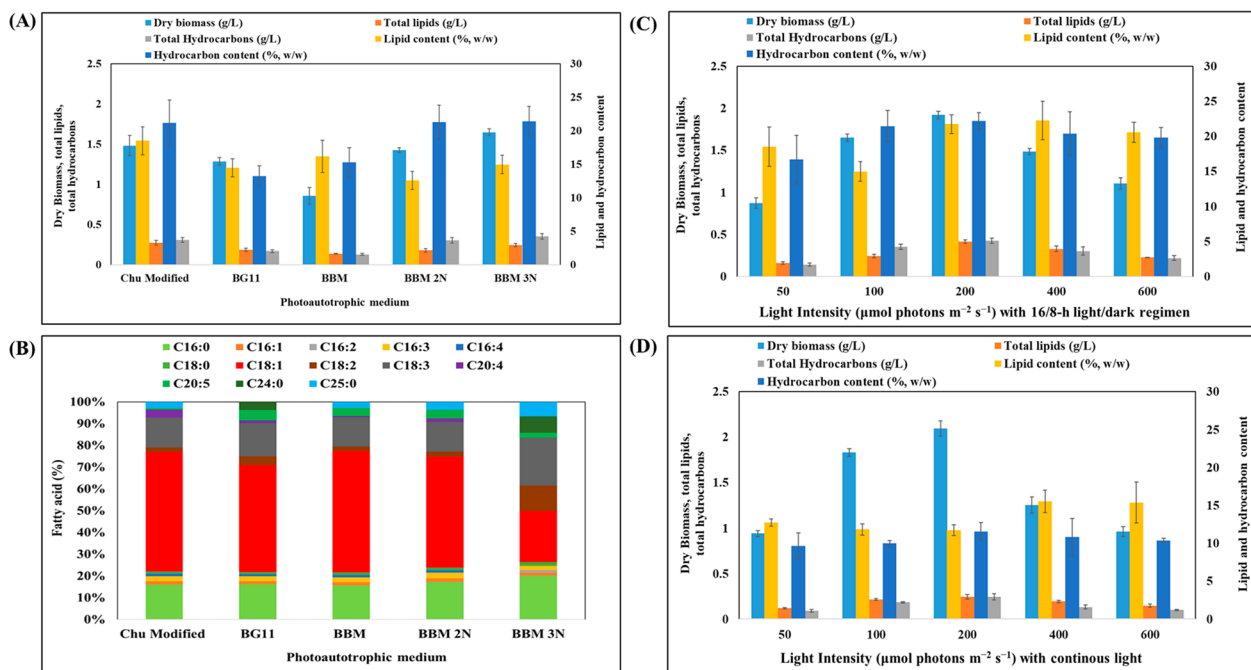 (A)
Dry biomass (g/L)
Total lipids (g/L)
Total Hydrocarbons (g/L)
Lipid content (%, w/w)
Hydrocarbon content (%, w/w)
2.5
2
1.5
1
0.5
0
30
25
20
15
10
5
0
Dry Biomass, total lipids,
total hydrocarbons
Lipid and hydrocarbon content
Chu Modified BG11 BBM BBM 2N BBM 3N
Photoautotrophic medium
(B)
C16:0 C16:1 C16:2 C16:3 C16:4
C18:0 C18:1 C18:2 C18:3 C20:4
C20:5 C24:0 C25:0
100%
90%
80%
70%
60%
50%
40%
30%
20%
10%
0%
Fatty acid (%)
Chu Modified BG11 BBM BBM 2N BBM 3N
Photoautotrophic medium
(C)
Dry biomass (g/L)
Total lipids (g/L)
Total Hydrocarbons (g/L)
Lipid content (%, w/w)
Hydrocarbon content (%, w/w)
2.5
2
1.5
1
0.5
0
30
25
20
15
10
5
0
Dry Biomass, total lipids,
total hydrocarbons
Lipid and hydrocarbon content
50 100 200 400 600
Light Intensity (μmol photons m⁻² s⁻¹) with 16/8-h light/dark regimen
(D)
Dry biomass (g/L)
Total lipids (g/L)
Total Hydrocarbons (g/L)
Lipid content (%, w/w)
Hydrocarbon content (%, w/w)
2.5
2
1.5
1
0.5
0
30
25
20
15
10
5
0
Dry Biomass, total lipids,
total hydrocarbons
Lipid and hydrocarbon content
50 100 200 400 600
Light Intensity (μmol photons m⁻² s⁻¹) with continous light